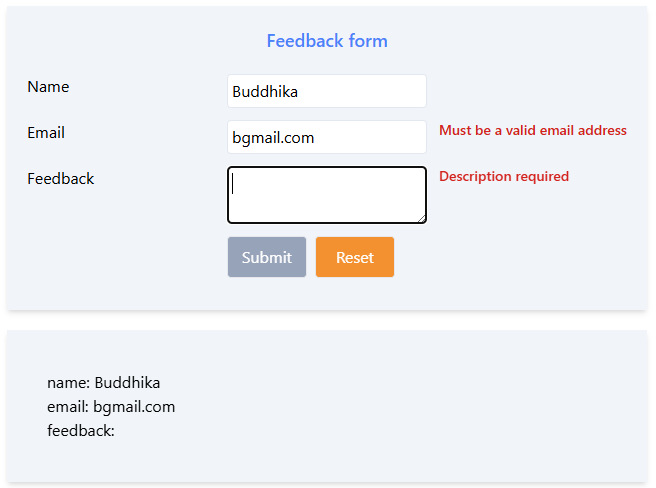 Feedback form
Name
Buddhika
Email
bgmail.com
Must be a valid email address
Feedback
Description required
Submit
Reset
name: Buddhika
email: bgmail.com
feedback: